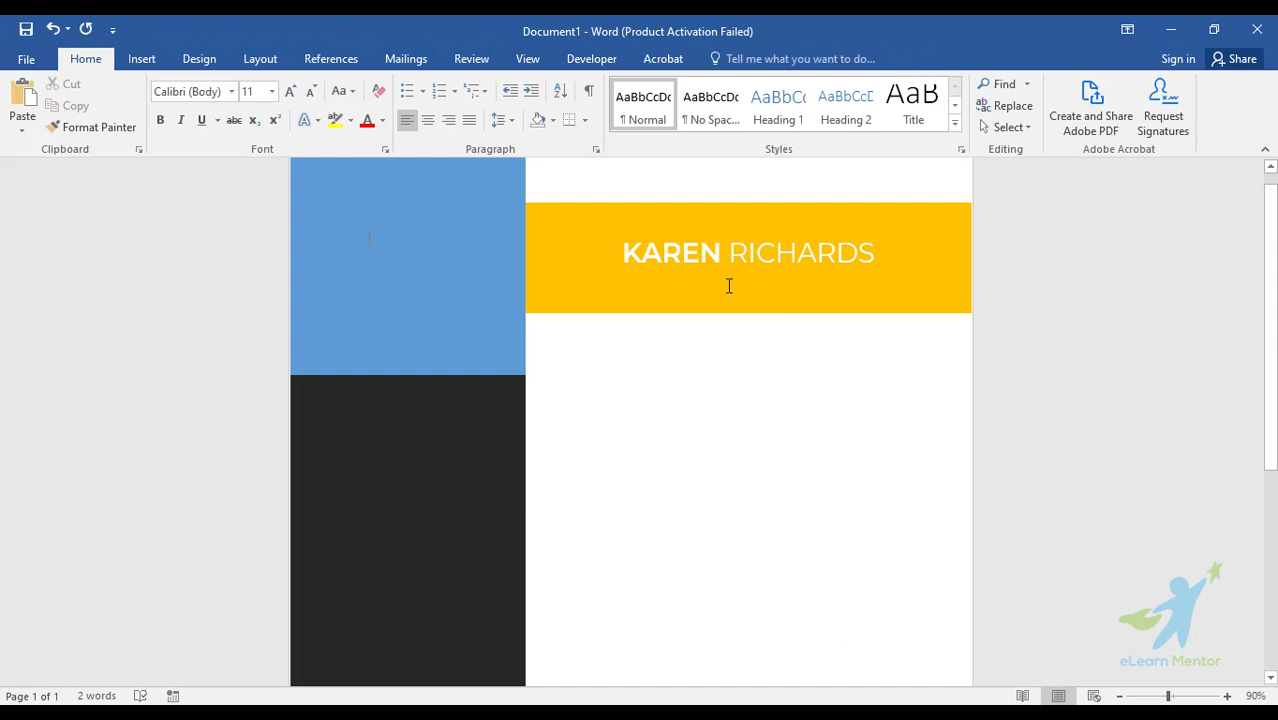 Document1 - Word (Product Activation Failed)
File Home Insert Design Layout References Mailings Review View Developer Acrobat Tell me what you want to do... Sign in Share
Paste
Cut
Copy
Format Painter
Clipboard
Calibri (Body) 11
Font
Paragraph
AaBbCcDc AaBbCcDc AaBbCc AaBbCcD AaB
¶ Normal ¶ No Spac... Heading 1 Heading 2 Title
Styles
Find
Replace
Select
Editing
Create and Share
Adobe PDF
Request
Signatures
Adobe Acrobat
KAREN RICHARDS
eLearn Mentor
Page 1 of 1 2 words 90%